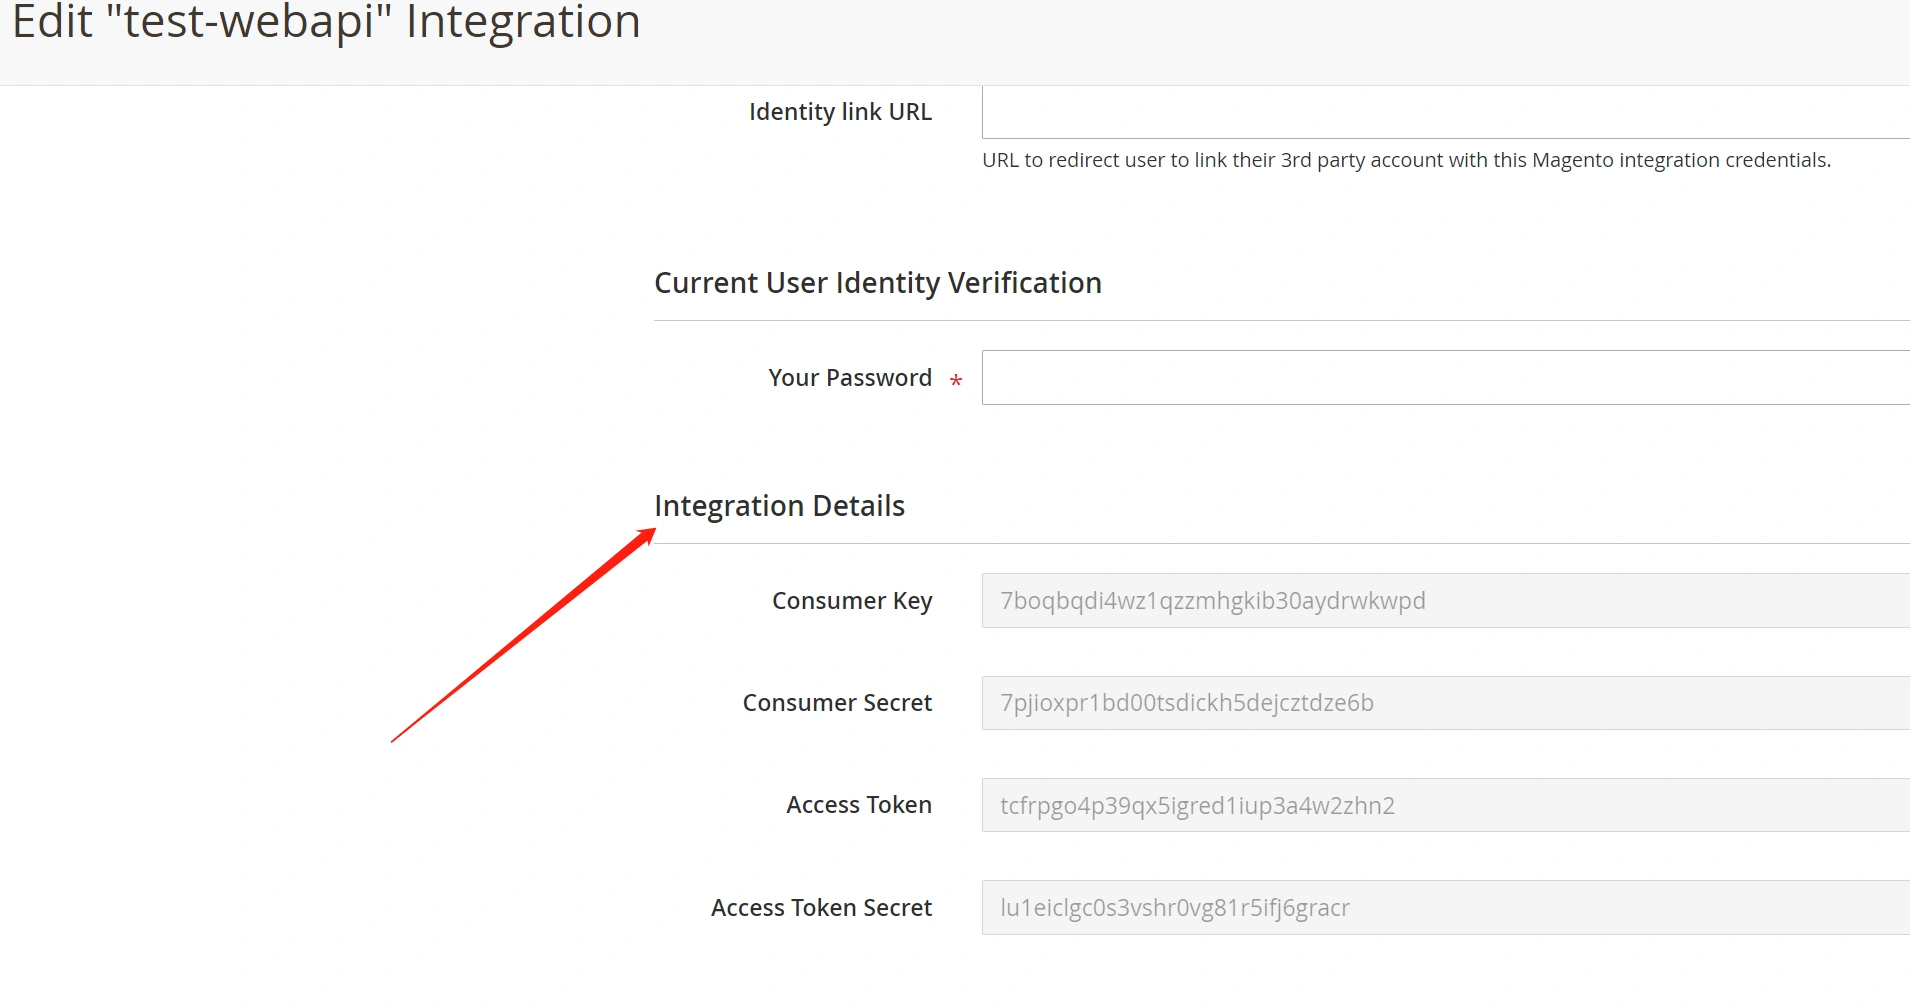 Edit "test-webapi" Integration
Identity link URL
URL to redirect user to link their 3rd party account with this Magento integration credentials.
Current User Identity Verification
Your Password *
Integration Details
Consumer Key 7boqbqdi4wz1qzzmhgkib30aydrwkwpd
Consumer Secret 7pjioxpr1bd00tsdickh5dejcztdze6b
Access Token tcfrpgo4p39qx5igred1iup3a4w2zhn2
Access Token Secret lu1eiclgc0s3vshr0vg81r5ifj6gracr